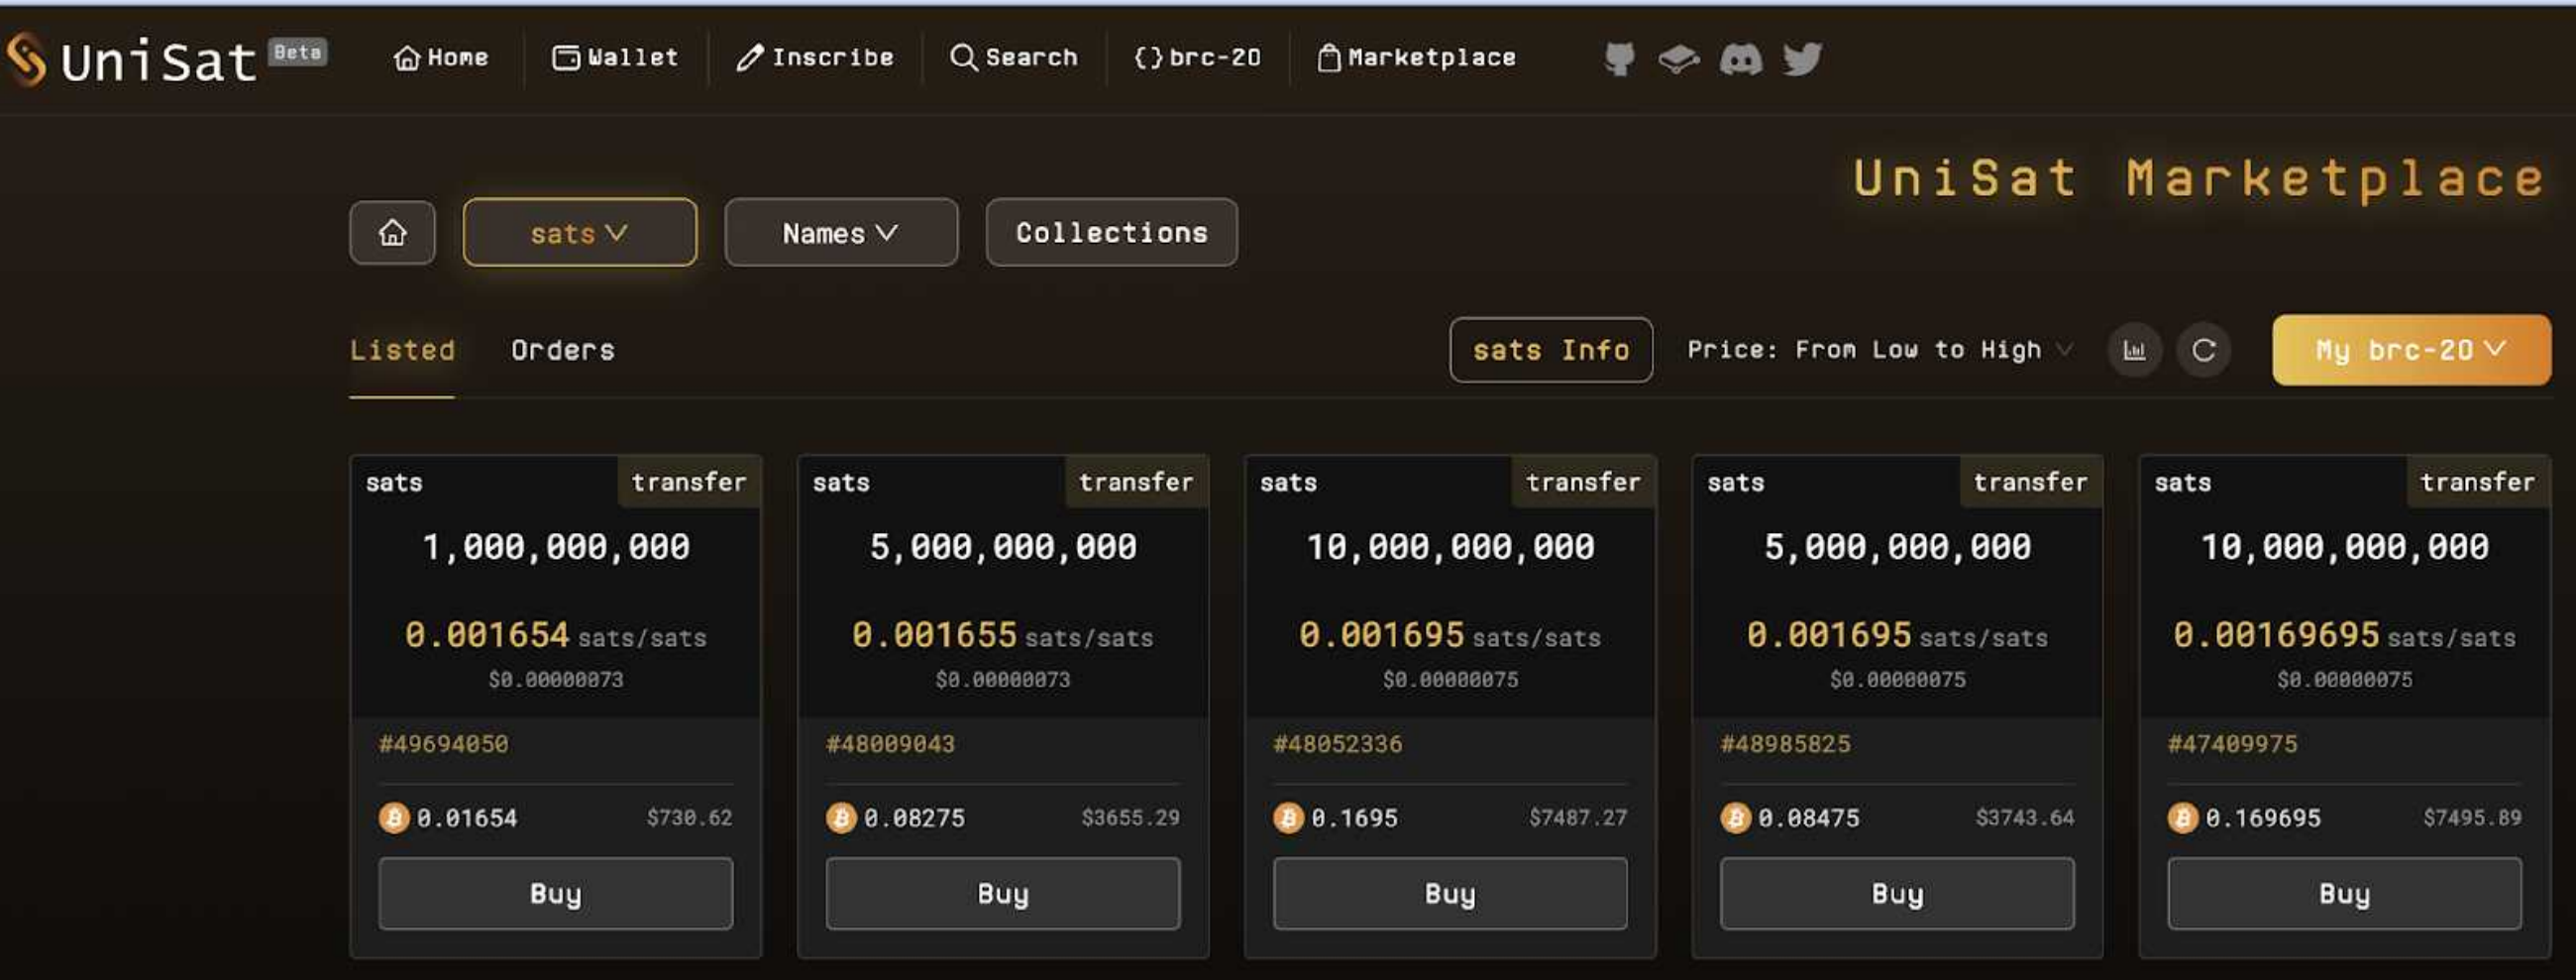 UniSat Beta Home Wallet Inscribe Search {}brc-20 Marketplace
UniSat Marketplace
sats Names Collections
Listed Orders sats Info Price: From Low to High My brc-20
sats transfer sats transfer sats transfer sats transfer sats transfer
1,000,000,000 5,000,000,000 10,000,000,000 5,000,000,000 10,000,000,000
0.001654 sats/sats 0.001655 sats/sats 0.001695 sats/sats 0.001695 sats/sats 0.00169695 sats/sats
$0.00000073 $0.00000073 $0.00000075 $0.00000075 $0.00000075
#49694050 #48009043 #48052336 #48985825 #47409975
0.01654 $730.62 0.08275 $3655.29 0.1695 $7487.27 0.08475 $3743.64 0.169695 $7495.89
Buy Buy Buy Buy Buy